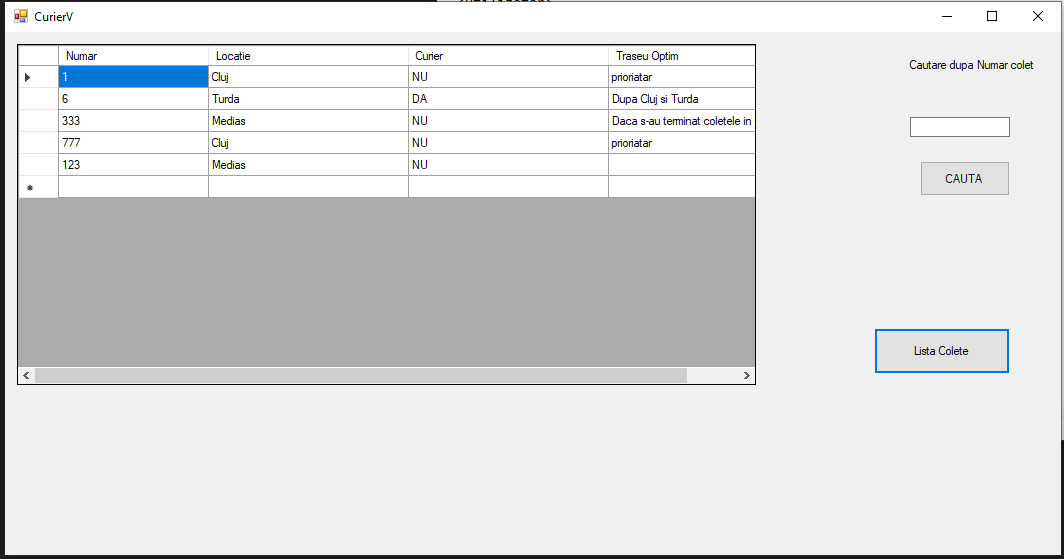 CurierV
Numar Locatie Curier Traseu Optim
1 Cluj NU prioriatar
6 Turda DA Dupa Cluj si Turda
333 Medias NU Daca s-au terminat coletele in
777 Cluj NU prioriatar
123 Medias NU
Cautare dupa Numar colet
CAUTA
Lista Colete